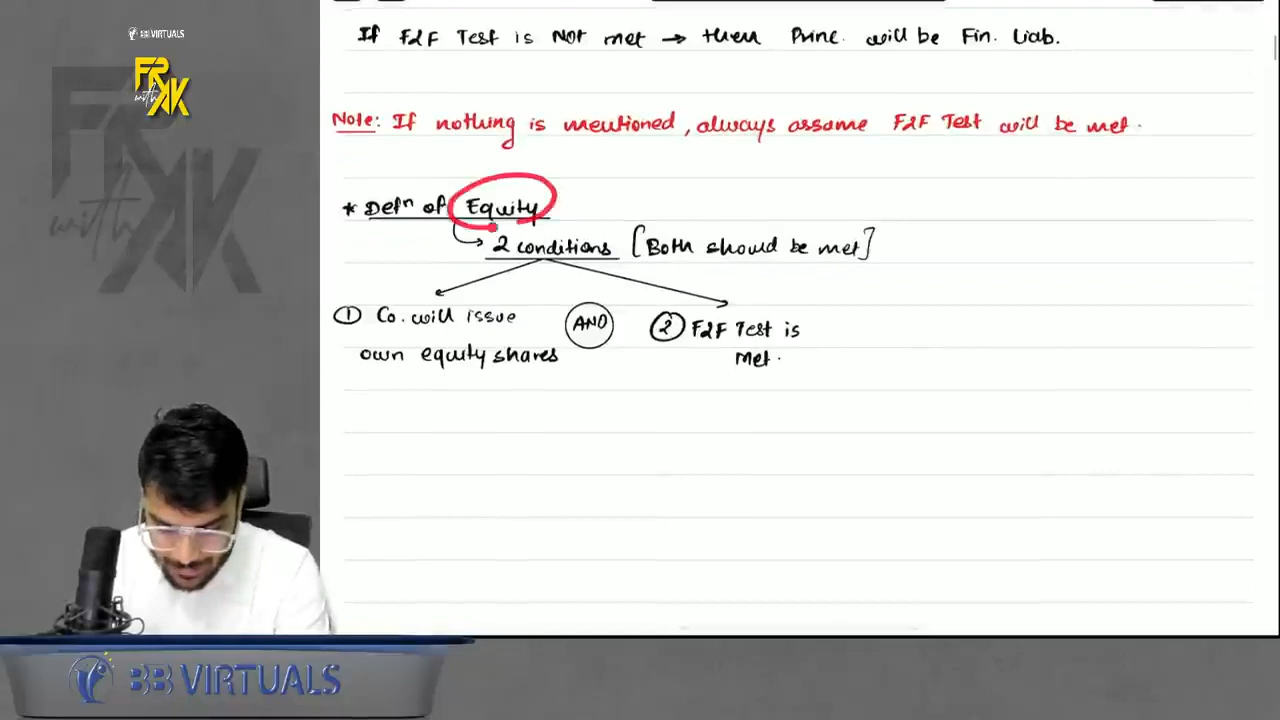 BB VIRTUALS
FR
with KK
If F2F Test is Not met → then Princ. will be Fin. Liab.
Note: If nothing is mentioned, always assume F2F Test will be met.
* Defn of Equity
2 conditions [Both should be met]
① Co. will issue own equity shares
AND
② F2F Test is met.
BB VIRTUALS